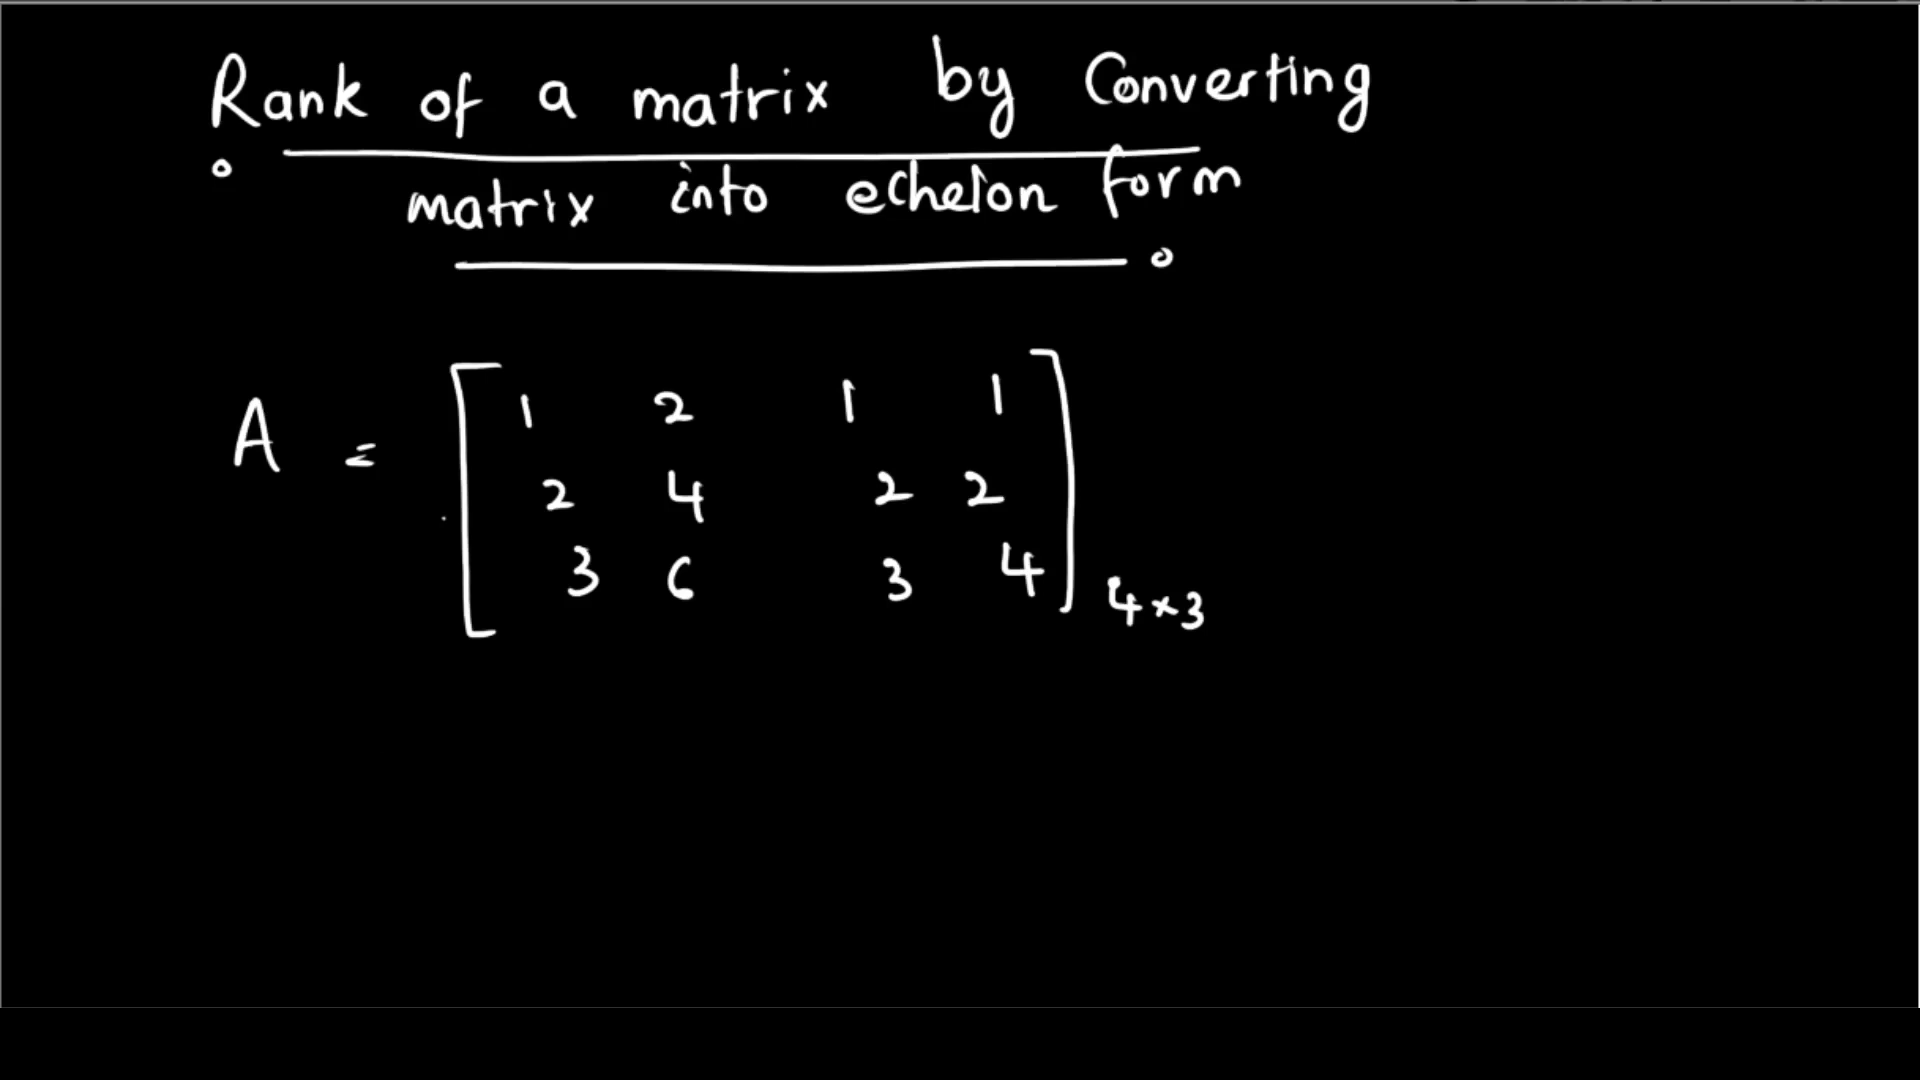 Rank of a matrix by Converting
matrix into echelon form
A = [ 1 2 1 1
2 4 2 2
3 6 3 4 ] 4×3